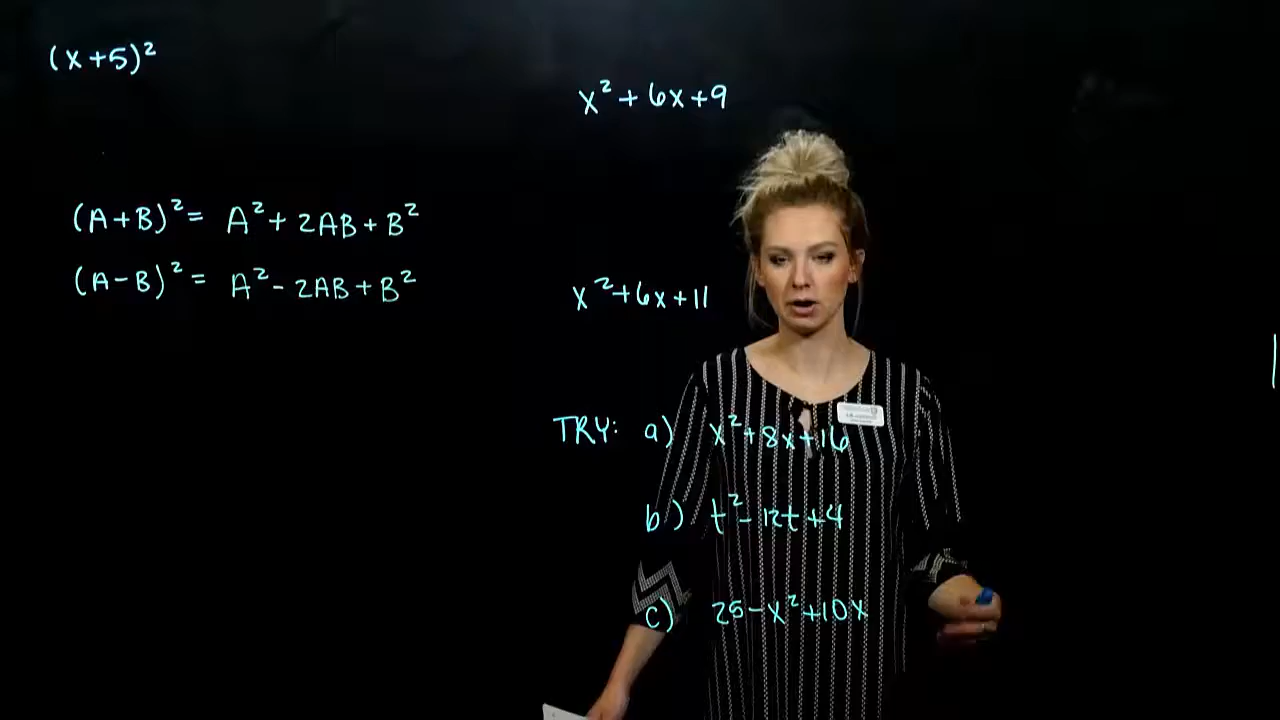 (x+5)²
x²+6x+9
(A+B)²= A²+2AB+B²
(A-B)²= A²-2AB+B²
x²+6x+11
TRY: a) x²+8x+16
b) t²-12t+4
c) 25-x²+10x